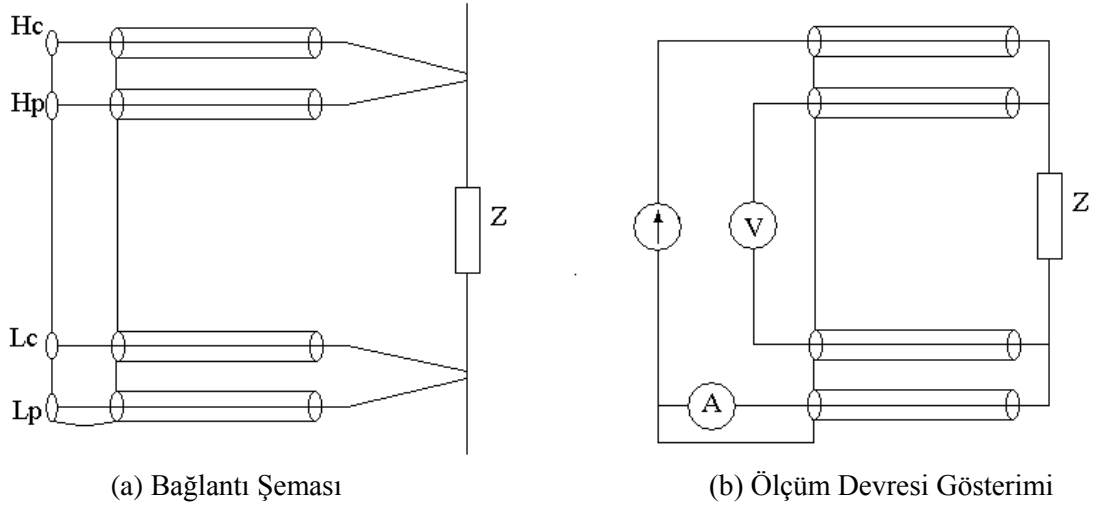 Hc
Hp
Z
Lc
Lp
V
Z
A
(a) Bağlantı Şeması
(b) Ölçüm Devresi Gösterimi